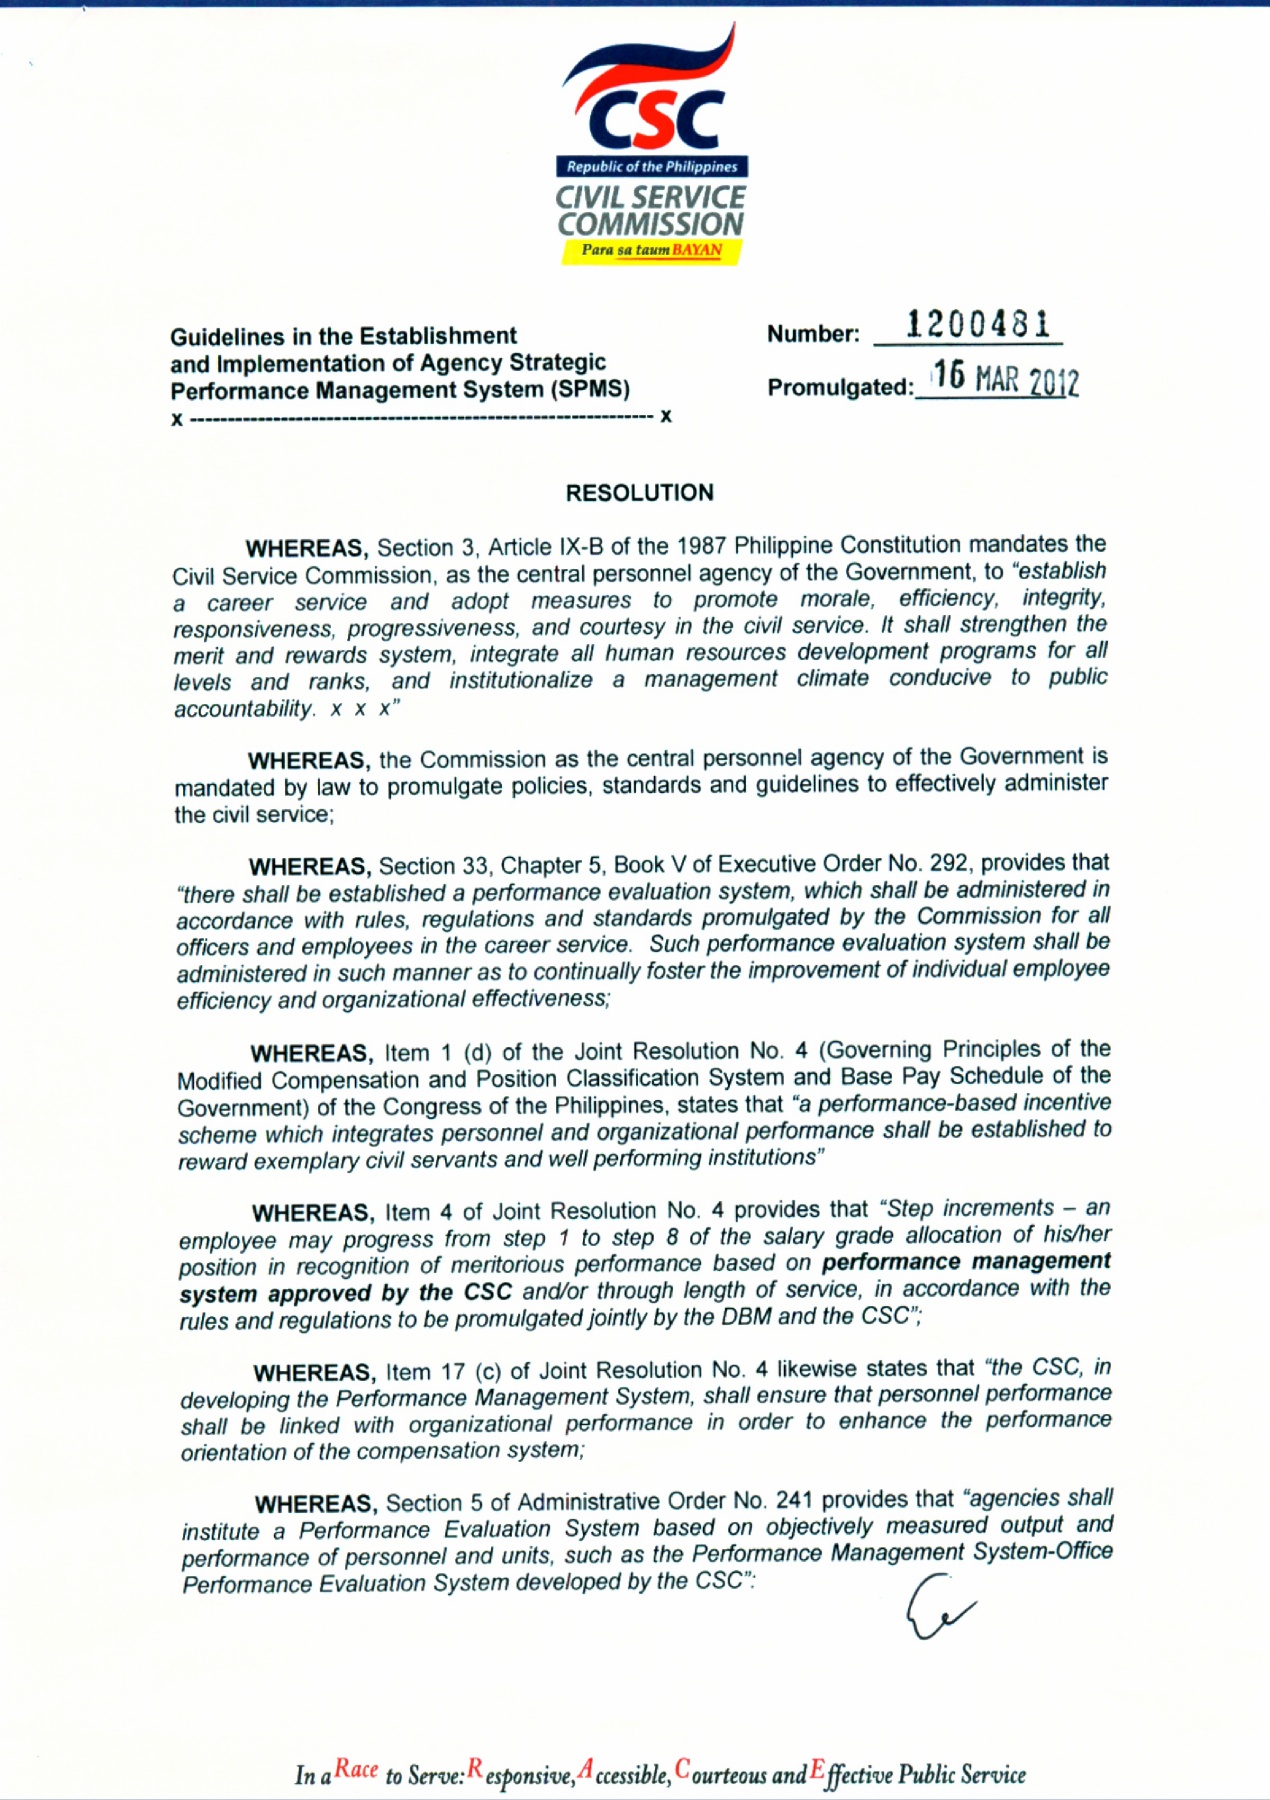 CSC
Republic of the Philippines
CIVIL SERVICE
COMMISSION
Para sa taum BAYAN
Guidelines in the Establishment
and Implementation of Agency Strategic
Performance Management System (SPMS)
x ------------------------------------------------------------- x
Number: 1200481
Promulgated: 16 MAR 2012
RESOLUTION
WHEREAS, Section 3, Article IX-B of the 1987 Philippine Constitution mandates the
Civil Service Commission, as the central personnel agency of the Government, to “establish
a career service and adopt measures to promote morale, efficiency, integrity,
responsiveness, progressiveness, and courtesy in the civil service. It shall strengthen the
merit and rewards system, integrate all human resources development programs for all
levels and ranks, and institutionalize a management climate conducive to public
accountability. x x x”
WHEREAS, the Commission as the central personnel agency of the Government is
mandated by law to promulgate policies, standards and guidelines to effectively administer
the civil service;
WHEREAS, Section 33, Chapter 5, Book V of Executive Order No. 292, provides that
“there shall be established a performance evaluation system, which shall be administered in
accordance with rules, regulations and standards promulgated by the Commission for all
officers and employees in the career service. Such performance evaluation system shall be
administered in such manner as to continually foster the improvement of individual employee
efficiency and organizational effectiveness;
WHEREAS, Item 1 (d) of the Joint Resolution No. 4 (Governing Principles of the
Modified Compensation and Position Classification System and Base Pay Schedule of the
Government) of the Congress of the Philippines, states that “a performance-based incentive
scheme which integrates personnel and organizational performance shall be established to
reward exemplary civil servants and well performing institutions”
WHEREAS, Item 4 of Joint Resolution No. 4 provides that “Step increments – an
employee may progress from step 1 to step 8 of the salary grade allocation of his/her
position in recognition of meritorious performance based on performance management
system approved by the CSC and/or through length of service, in accordance with the
rules and regulations to be promulgated jointly by the DBM and the CSC”;
WHEREAS, Item 17 (c) of Joint Resolution No. 4 likewise states that “the CSC, in
developing the Performance Management System, shall ensure that personnel performance
shall be linked with organizational performance in order to enhance the performance
orientation of the compensation system;
WHEREAS, Section 5 of Administrative Order No. 241 provides that “agencies shall
institute a Performance Evaluation System based on objectively measured output and
performance of personnel and units, such as the Performance Management System-Office
Performance Evaluation System developed by the CSC”:
In a Race to Serve: Responsive, Accessible, Courteous and Effective Public Service